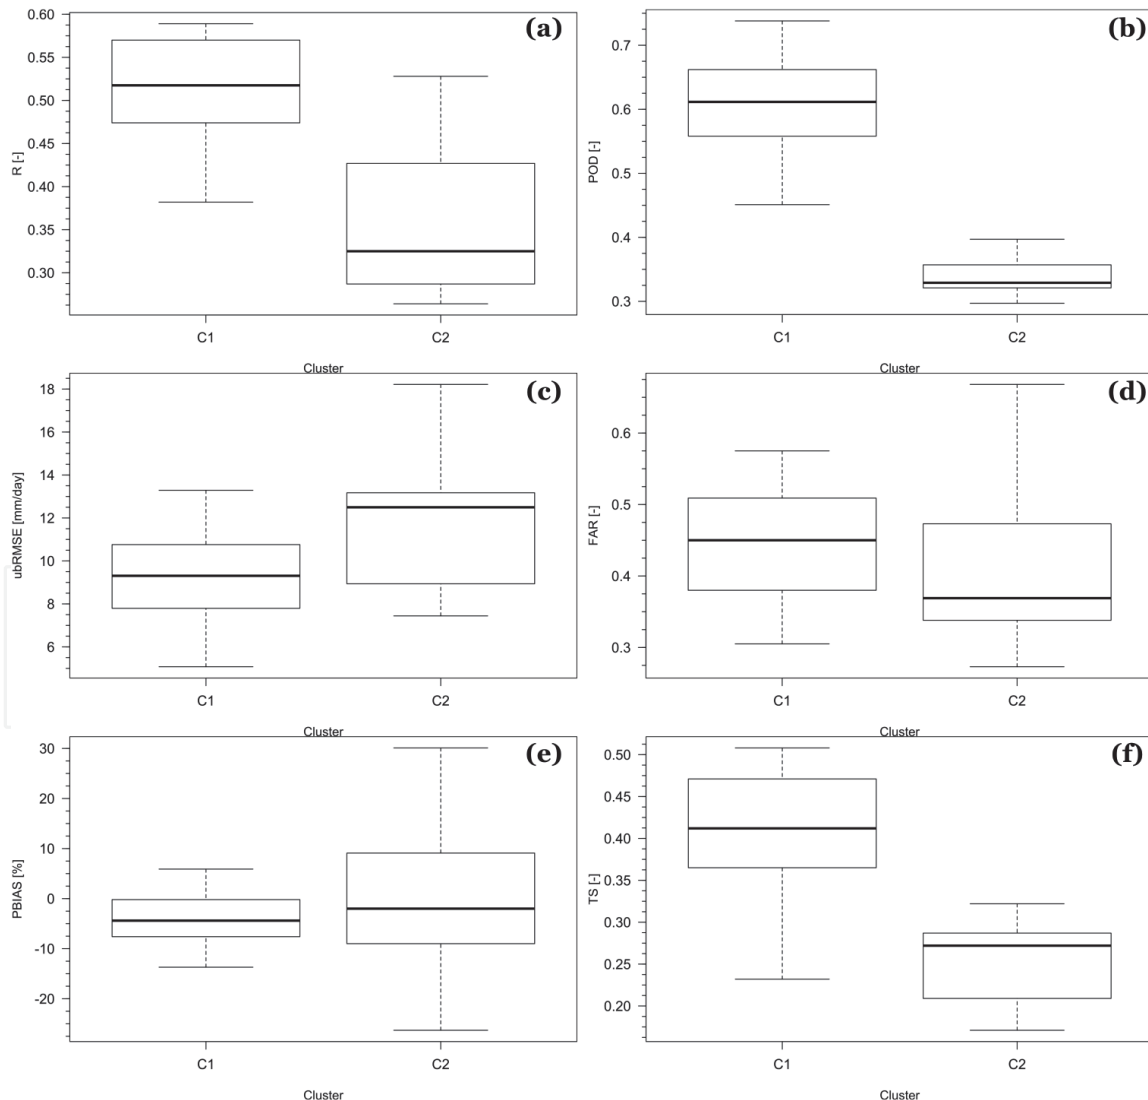 (a)
R [-]
0.60
0.55
0.50
0.45
0.40
0.35
0.30
C1
C2
Cluster
(b)
POD [-]
0.7
0.6
0.5
0.4
0.3
C1
C2
(c)
ubRMSE [mm/day]
18
16
14
12
10
8
6
C1
C2
Cluster
(d)
FAR [-]
0.6
0.5
0.4
0.3
C1
C2
(e)
PBIAS [%]
30
20
10
0
-10
-20
C1
C2
Cluster
(f)
TS [-]
0.50
0.45
0.40
0.35
0.30
0.25
0.20
C1
C2